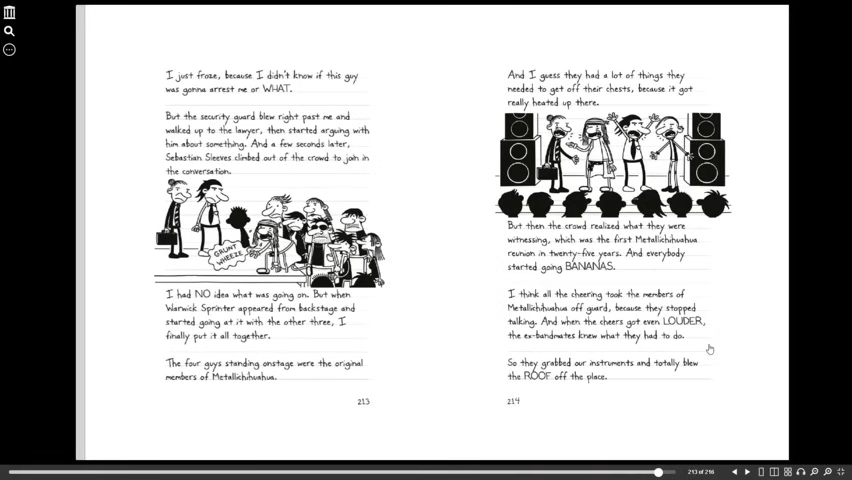 I just froze, because I didn't know if this guy
was gonna arrest me or WHAT.
But the security guard blew right past me and
walked up to the lawyer, then started arguing with
him about something. And a few seconds later,
Sebastian Sleeves climbed out of the crowd to join in
the conversation.
GRUNT
WHEEZE
I had NO idea what was going on. But when
Warwick Sprinter appeared from backstage and
started going at it with the other three, I
finally put it all together.
The four guys standing onstage were the original
members of Metallichihuahua.
213
And I guess they had a lot of things they
needed to get off their chests, because it got
really heated up there.
But then the crowd realized what they were
witnessing, which was the first Metallichihuahua
reunion in twenty-five years. And everybody
started going BANANAS.
I think all the cheering took the members of
Metallichihuahua off guard, because they stopped
talking. And when the cheers got even LOUDER,
the ex-bandmates knew what they had to do.
So they grabbed our instruments and totally blew
the ROOF off the place.
214
213 of 216